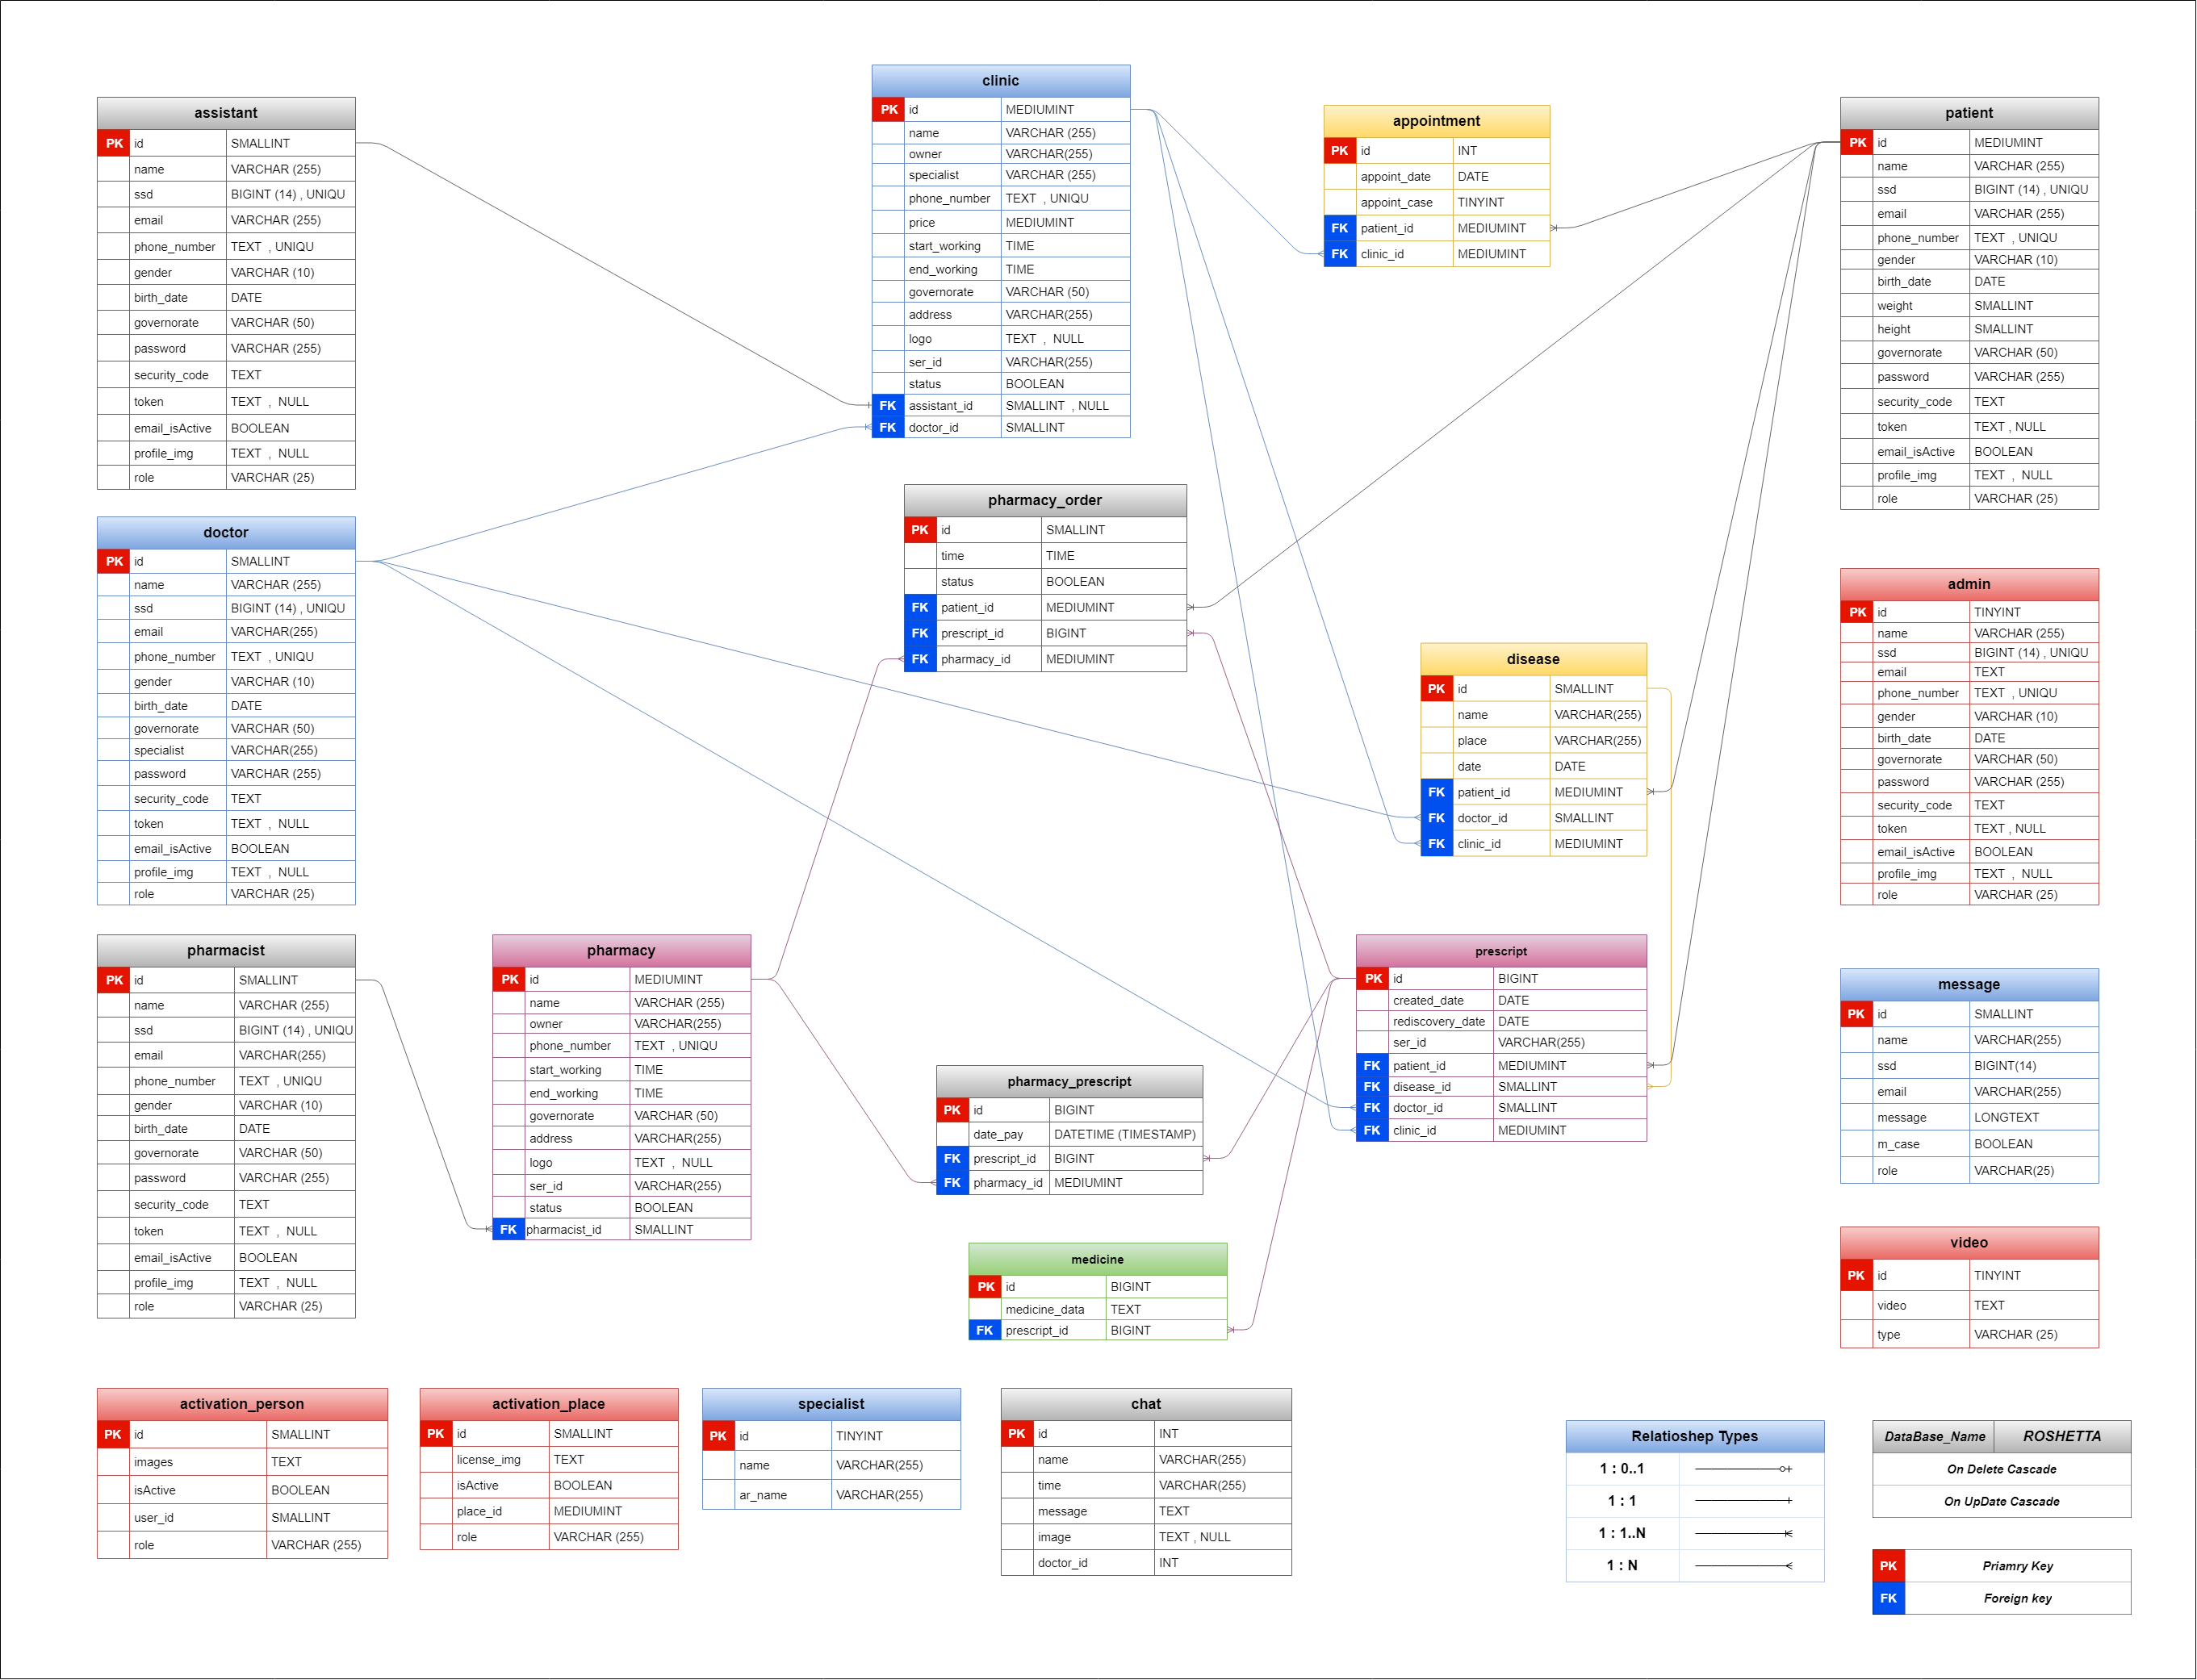 assistant
PK id SMALLINT
name VARCHAR (255)
ssd BIGINT (14) , UNIQU
email VARCHAR (255)
phone_number TEXT , UNIQU
gender VARCHAR (10)
birth_date DATE
governorate VARCHAR (50)
password VARCHAR (255)
security_code TEXT
token TEXT , NULL
email_isActive BOOLEAN
profile_img TEXT , NULL
role VARCHAR (25)
clinic
PK id MEDIUMINT
name VARCHAR (255)
owner VARCHAR(255)
specialist VARCHAR (255)
phone_number TEXT , UNIQU
price MEDIUMINT
start_working TIME
end_working TIME
governorate VARCHAR (50)
address VARCHAR(255)
logo TEXT , NULL
ser_id VARCHAR(255)
status BOOLEAN
FK assistant_id SMALLINT , NULL
FK doctor_id SMALLINT
appointment
PK id INT
appoint_date DATE
appoint_case TINYINT
FK patient_id MEDIUMINT
FK clinic_id MEDIUMINT
patient
PK id MEDIUMINT
name VARCHAR (255)
ssd BIGINT (14) , UNIQU
email VARCHAR (255)
phone_number TEXT , UNIQU
gender VARCHAR (10)
birth_date DATE
weight SMALLINT
height SMALLINT
governorate VARCHAR (50)
password VARCHAR (255)
security_code TEXT
token TEXT , NULL
email_isActive BOOLEAN
profile_img TEXT , NULL
role VARCHAR (25)
doctor
PK id SMALLINT
name VARCHAR (255)
ssd BIGINT (14) , UNIQU
email VARCHAR(255)
phone_number TEXT , UNIQU
gender VARCHAR (10)
birth_date DATE
governorate VARCHAR (50)
specialist VARCHAR(255)
password VARCHAR (255)
security_code TEXT
token TEXT , NULL
email_isActive BOOLEAN
profile_img TEXT , NULL
role VARCHAR (25)
pharmacy_order
PK id SMALLINT
time TIME
status BOOLEAN
FK patient_id MEDIUMINT
FK prescript_id BIGINT
FK pharmacy_id MEDIUMINT
disease
PK id SMALLINT
name VARCHAR(255)
place VARCHAR(255)
date DATE
FK patient_id MEDIUMINT
FK doctor_id SMALLINT
FK clinic_id MEDIUMINT
admin
PK id TINYINT
name VARCHAR (255)
ssd BIGINT (14) , UNIQU
email TEXT
phone_number TEXT , UNIQU
gender VARCHAR (10)
birth_date DATE
governorate VARCHAR (50)
password VARCHAR (255)
security_code TEXT
token TEXT , NULL
email_isActive BOOLEAN
profile_img TEXT , NULL
role VARCHAR (25)
pharmacist
PK id SMALLINT
name VARCHAR (255)
ssd BIGINT (14) , UNIQU
email VARCHAR(255)
phone_number TEXT , UNIQU
gender VARCHAR (10)
birth_date DATE
governorate VARCHAR (50)
password VARCHAR (255)
security_code TEXT
token TEXT , NULL
email_isActive BOOLEAN
profile_img TEXT , NULL
role VARCHAR (25)
pharmacy
PK id MEDIUMINT
name VARCHAR (255)
owner VARCHAR(255)
phone_number TEXT , UNIQU
start_working TIME
end_working TIME
governorate VARCHAR (50)
address VARCHAR(255)
logo TEXT , NULL
ser_id VARCHAR(255)
status BOOLEAN
FK pharmacist_id SMALLINT
pharmacy_prescript
PK id BIGINT
date_pay DATETIME (TIMESTAMP)
FK prescript_id BIGINT
FK pharmacy_id MEDIUMINT
medicine
PK id BIGINT
medicine_data TEXT
FK prescript_id BIGINT
prescript
PK id BIGINT
created_date DATE
rediscovery_date DATE
ser_id VARCHAR(255)
FK patient_id MEDIUMINT
FK disease_id SMALLINT
FK doctor_id SMALLINT
FK clinic_id MEDIUMINT
message
PK id SMALLINT
name VARCHAR(255)
ssd BIGINT(14)
email VARCHAR(255)
message LONGTEXT
m_case BOOLEAN
role VARCHAR(25)
video
PK id TINYINT
video TEXT
type VARCHAR (25)
activation_person
PK id SMALLINT
images TEXT
isActive BOOLEAN
user_id SMALLINT
role VARCHAR (255)
activation_place
PK id SMALLINT
license_img TEXT
isActive BOOLEAN
place_id MEDIUMINT
role VARCHAR (255)
specialist
PK id TINYINT
name VARCHAR(255)
ar_name VARCHAR(255)
chat
PK id INT
name VARCHAR(255)
time VARCHAR(255)
message TEXT
image TEXT , NULL
doctor_id INT
Relatioshep Types
1 : 0..1
1 : 1
1 : 1..N
1 : N
DataBase_Name ROSHETTA
On Delete Cascade
On UpDate Cascade
PK Priamry Key
FK Foreign key